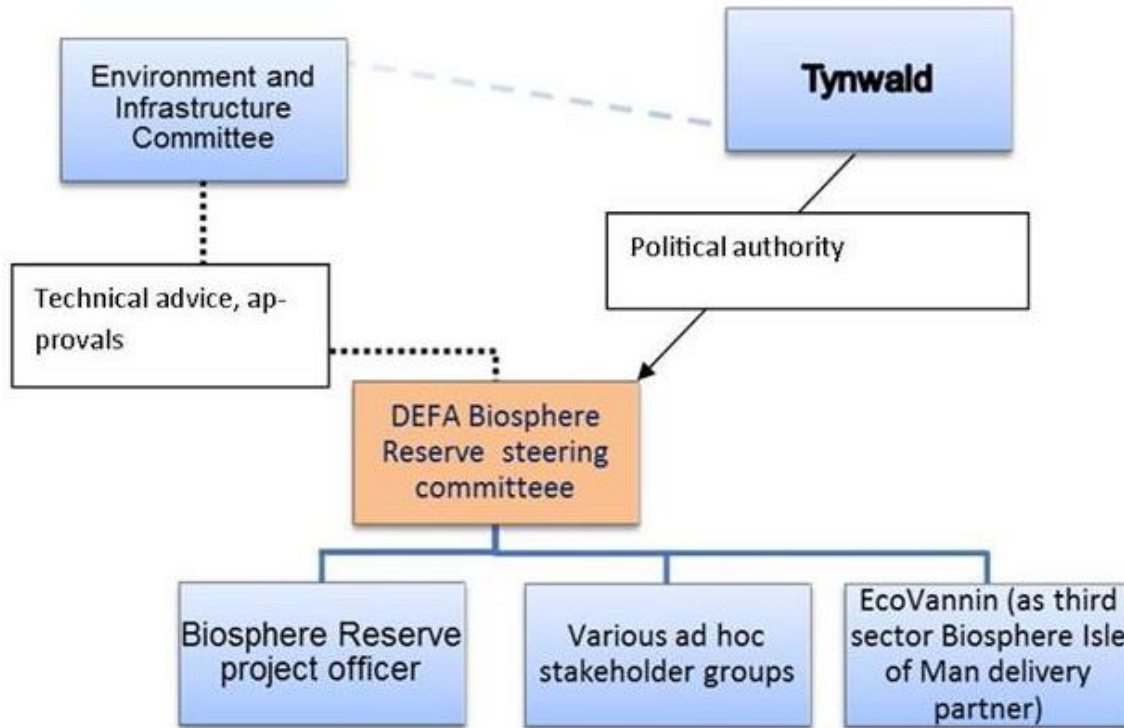 Environment and
Infrastructure
Committee
Tynwald
Political authority
Technical advice, ap-
provals
DEFA Biosphere
Reserve steering
committeee
Biosphere Reserve
project officer
Various ad hoc
stakeholder groups
EcoVannin (as third
sector Biosphere Isle
of Man delivery
partner)